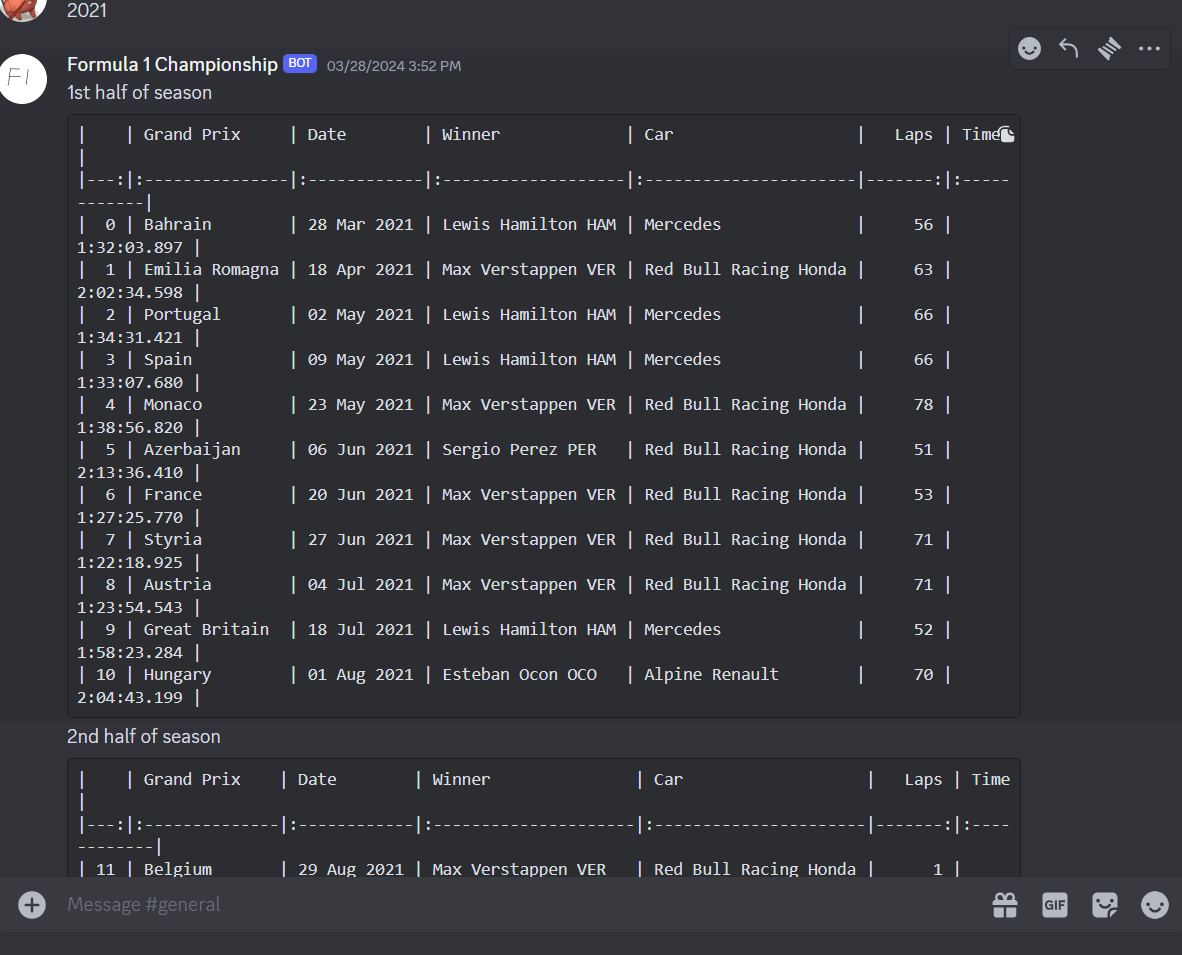 2021
F1
Formula 1 Championship BOT 03/28/2024 3:52 PM
1st half of season
|    | Grand Prix     | Date        | Winner             | Car                   |   Laps | Time
|
|---:|:---------------|:------------|:-------------------|:----------------------|-------:|:-----
-------|
|  0 | Bahrain        | 28 Mar 2021 | Lewis Hamilton HAM | Mercedes              |     56 |
1:32:03.897 |
|  1 | Emilia Romagna | 18 Apr 2021 | Max Verstappen VER | Red Bull Racing Honda |     63 |
2:02:34.598 |
|  2 | Portugal       | 02 May 2021 | Lewis Hamilton HAM | Mercedes              |     66 |
1:34:31.421 |
|  3 | Spain          | 09 May 2021 | Lewis Hamilton HAM | Mercedes              |     66 |
1:33:07.680 |
|  4 | Monaco         | 23 May 2021 | Max Verstappen VER | Red Bull Racing Honda |     78 |
1:38:56.820 |
|  5 | Azerbaijan     | 06 Jun 2021 | Sergio Perez PER   | Red Bull Racing Honda |     51 |
2:13:36.410 |
|  6 | France         | 20 Jun 2021 | Max Verstappen VER | Red Bull Racing Honda |     53 |
1:27:25.770 |
|  7 | Styria         | 27 Jun 2021 | Max Verstappen VER | Red Bull Racing Honda |     71 |
1:22:18.925 |
|  8 | Austria        | 04 Jul 2021 | Max Verstappen VER | Red Bull Racing Honda |     71 |
1:23:54.543 |
|  9 | Great Britain  | 18 Jul 2021 | Lewis Hamilton HAM | Mercedes              |     52 |
1:58:23.284 |
| 10 | Hungary        | 01 Aug 2021 | Esteban Ocon OCO   | Alpine Renault        |     70 |
2:04:43.199 |
2nd half of season
|    | Grand Prix    | Date        | Winner              | Car                   |   Laps | Time
|
|---:|:--------------|:------------|:--------------------|:----------------------|-------:|:----
--------|
| 11 | Belgium       | 29 Aug 2021 | Max Verstappen VER  | Red Bull Racing Honda |      1 |
Message #general
GIF